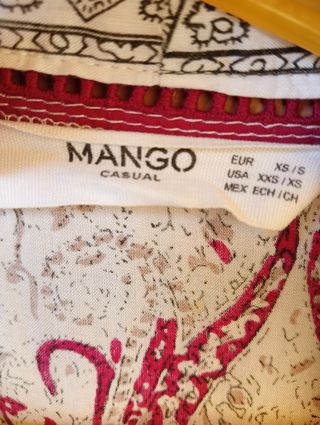 MANGO
CASUAL
EUR XS/S
USA XXS/XS
MEX ECH/CH